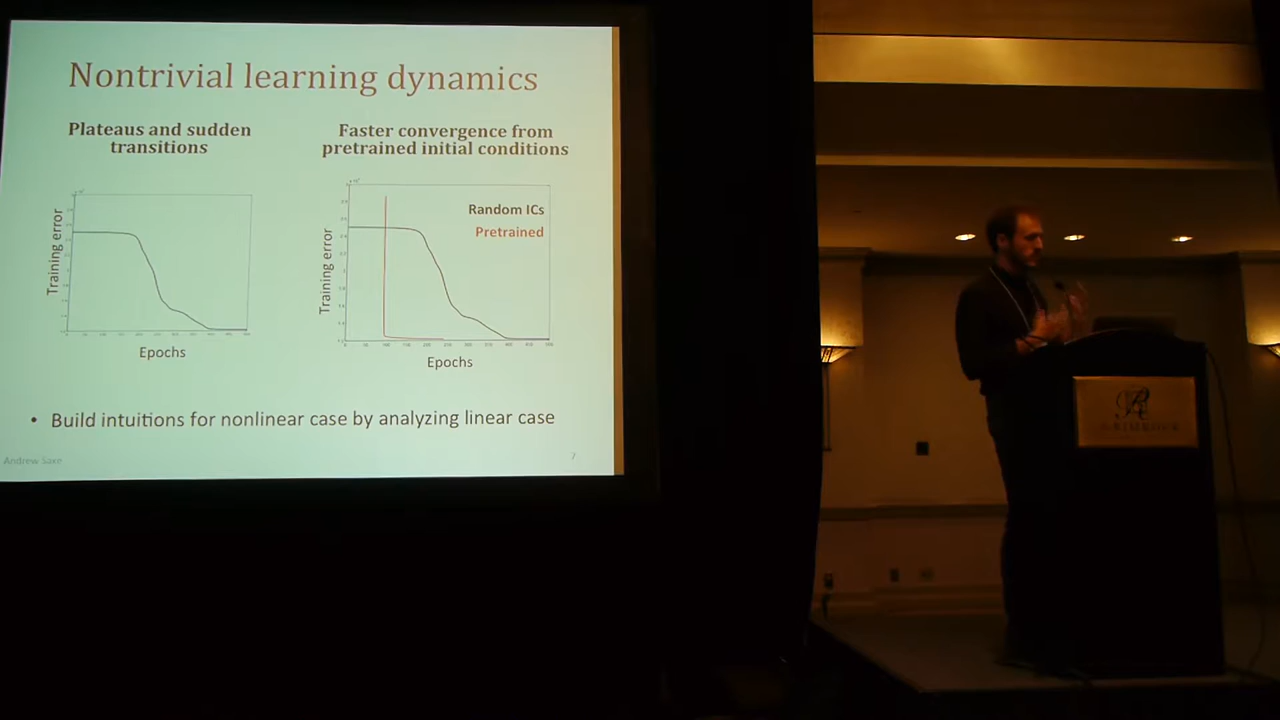 Nontrivial learning dynamics
Plateaus and sudden
transitions
Training error
Epochs
Faster convergence from
pretrained initial conditions
Random ICs
Pretrained
Training error
Epochs
• Build intuitions for nonlinear case by analyzing linear case
Andrew Saxe
7